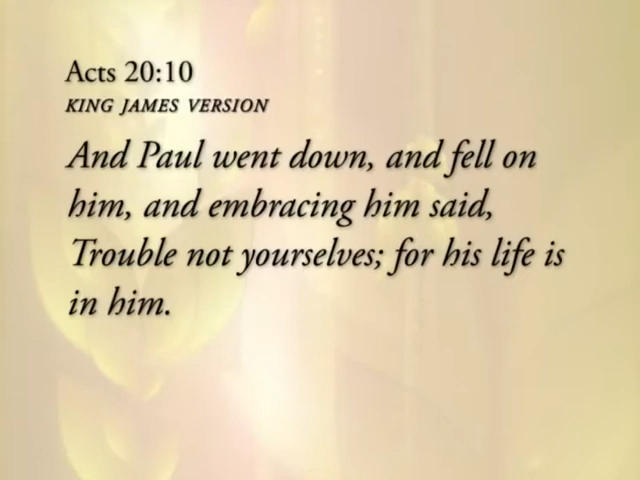 Acts 20:10
KING JAMES VERSION
And Paul went down, and fell on
him, and embracing him said,
Trouble not yourselves; for his life is
in him.